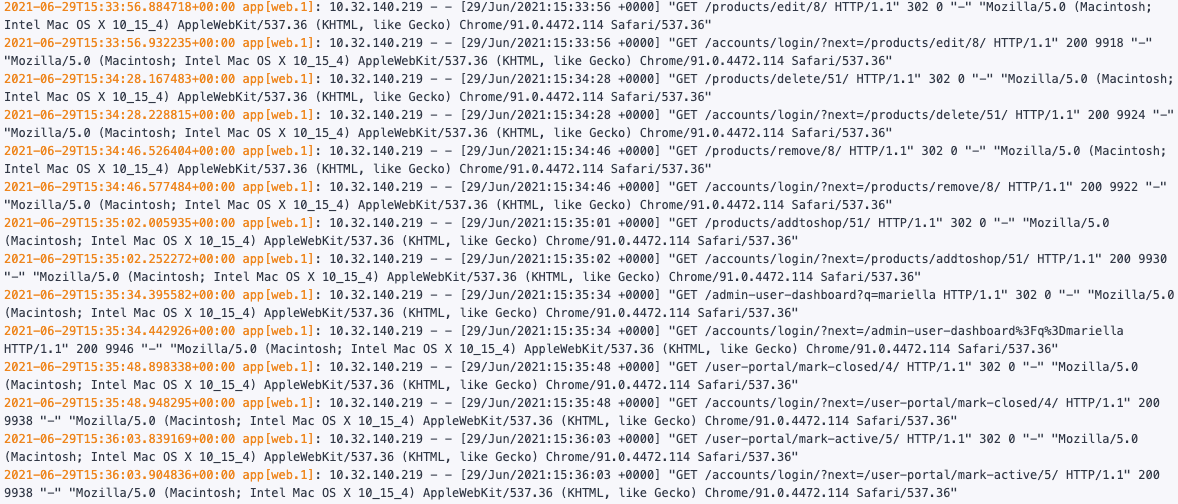 2021-06-29T15:33:56.884718+00:00 app[web.1]: 10.32.140.219 - - [29/Jun/2021:15:33:56 +0000] "GET /products/edit/8/ HTTP/1.1" 302 0 "-" "Mozilla/5.0 (Macintosh;
Intel Mac OS X 10_15_4) AppleWebKit/537.36 (KHTML, like Gecko) Chrome/91.0.4472.114 Safari/537.36"
2021-06-29T15:33:56.932235+00:00 app[web.1]: 10.32.140.219 - - [29/Jun/2021:15:33:56 +0000] "GET /accounts/login/?next=/products/edit/8/ HTTP/1.1" 200 9918 "-"
"Mozilla/5.0 (Macintosh; Intel Mac OS X 10_15_4) AppleWebKit/537.36 (KHTML, like Gecko) Chrome/91.0.4472.114 Safari/537.36"
2021-06-29T15:34:28.167483+00:00 app[web.1]: 10.32.140.219 - - [29/Jun/2021:15:34:28 +0000] "GET /products/delete/51/ HTTP/1.1" 302 0 "-" "Mozilla/5.0 (Macintosh;
Intel Mac OS X 10_15_4) AppleWebKit/537.36 (KHTML, like Gecko) Chrome/91.0.4472.114 Safari/537.36"
2021-06-29T15:34:28.228815+00:00 app[web.1]: 10.32.140.219 - - [29/Jun/2021:15:34:28 +0000] "GET /accounts/login/?next=/products/delete/51/ HTTP/1.1" 200 9924 "-"
"Mozilla/5.0 (Macintosh; Intel Mac OS X 10_15_4) AppleWebKit/537.36 (KHTML, like Gecko) Chrome/91.0.4472.114 Safari/537.36"
2021-06-29T15:34:46.526404+00:00 app[web.1]: 10.32.140.219 - - [29/Jun/2021:15:34:46 +0000] "GET /products/remove/8/ HTTP/1.1" 302 0 "-" "Mozilla/5.0 (Macintosh;
Intel Mac OS X 10_15_4) AppleWebKit/537.36 (KHTML, like Gecko) Chrome/91.0.4472.114 Safari/537.36"
2021-06-29T15:34:46.577484+00:00 app[web.1]: 10.32.140.219 - - [29/Jun/2021:15:34:46 +0000] "GET /accounts/login/?next=/products/remove/8/ HTTP/1.1" 200 9922 "-"
"Mozilla/5.0 (Macintosh; Intel Mac OS X 10_15_4) AppleWebKit/537.36 (KHTML, like Gecko) Chrome/91.0.4472.114 Safari/537.36"
2021-06-29T15:35:02.005935+00:00 app[web.1]: 10.32.140.219 - - [29/Jun/2021:15:35:01 +0000] "GET /products/addtoshop/51/ HTTP/1.1" 302 0 "-" "Mozilla/5.0
(Macintosh; Intel Mac OS X 10_15_4) AppleWebKit/537.36 (KHTML, like Gecko) Chrome/91.0.4472.114 Safari/537.36"
2021-06-29T15:35:02.252272+00:00 app[web.1]: 10.32.140.219 - - [29/Jun/2021:15:35:02 +0000] "GET /accounts/login/?next=/products/addtoshop/51/ HTTP/1.1" 200 9930
"-" "Mozilla/5.0 (Macintosh; Intel Mac OS X 10_15_4) AppleWebKit/537.36 (KHTML, like Gecko) Chrome/91.0.4472.114 Safari/537.36"
2021-06-29T15:35:34.395582+00:00 app[web.1]: 10.32.140.219 - - [29/Jun/2021:15:35:34 +0000] "GET /admin-user-dashboard?q=mariella HTTP/1.1" 302 0 "-" "Mozilla/5.0
(Macintosh; Intel Mac OS X 10_15_4) AppleWebKit/537.36 (KHTML, like Gecko) Chrome/91.0.4472.114 Safari/537.36"
2021-06-29T15:35:34.442926+00:00 app[web.1]: 10.32.140.219 - - [29/Jun/2021:15:35:34 +0000] "GET /accounts/login/?next=/admin-user-dashboard%3Fq%3Dmariella
HTTP/1.1" 200 9946 "-" "Mozilla/5.0 (Macintosh; Intel Mac OS X 10_15_4) AppleWebKit/537.36 (KHTML, like Gecko) Chrome/91.0.4472.114 Safari/537.36"
2021-06-29T15:35:48.898338+00:00 app[web.1]: 10.32.140.219 - - [29/Jun/2021:15:35:48 +0000] "GET /user-portal/mark-closed/4/ HTTP/1.1" 302 0 "-" "Mozilla/5.0
(Macintosh; Intel Mac OS X 10_15_4) AppleWebKit/537.36 (KHTML, like Gecko) Chrome/91.0.4472.114 Safari/537.36"
2021-06-29T15:35:48.948295+00:00 app[web.1]: 10.32.140.219 - - [29/Jun/2021:15:35:48 +0000] "GET /accounts/login/?next=/user-portal/mark-closed/4/ HTTP/1.1" 200
9938 "-" "Mozilla/5.0 (Macintosh; Intel Mac OS X 10_15_4) AppleWebKit/537.36 (KHTML, like Gecko) Chrome/91.0.4472.114 Safari/537.36"
2021-06-29T15:36:03.839169+00:00 app[web.1]: 10.32.140.219 - - [29/Jun/2021:15:36:03 +0000] "GET /user-portal/mark-active/5/ HTTP/1.1" 302 0 "-" "Mozilla/5.0
(Macintosh; Intel Mac OS X 10_15_4) AppleWebKit/537.36 (KHTML, like Gecko) Chrome/91.0.4472.114 Safari/537.36"
2021-06-29T15:36:03.904836+00:00 app[web.1]: 10.32.140.219 - - [29/Jun/2021:15:36:03 +0000] "GET /accounts/login/?next=/user-portal/mark-active/5/ HTTP/1.1" 200
9938 "-" "Mozilla/5.0 (Macintosh; Intel Mac OS X 10_15_4) AppleWebKit/537.36 (KHTML, like Gecko) Chrome/91.0.4472.114 Safari/537.36"